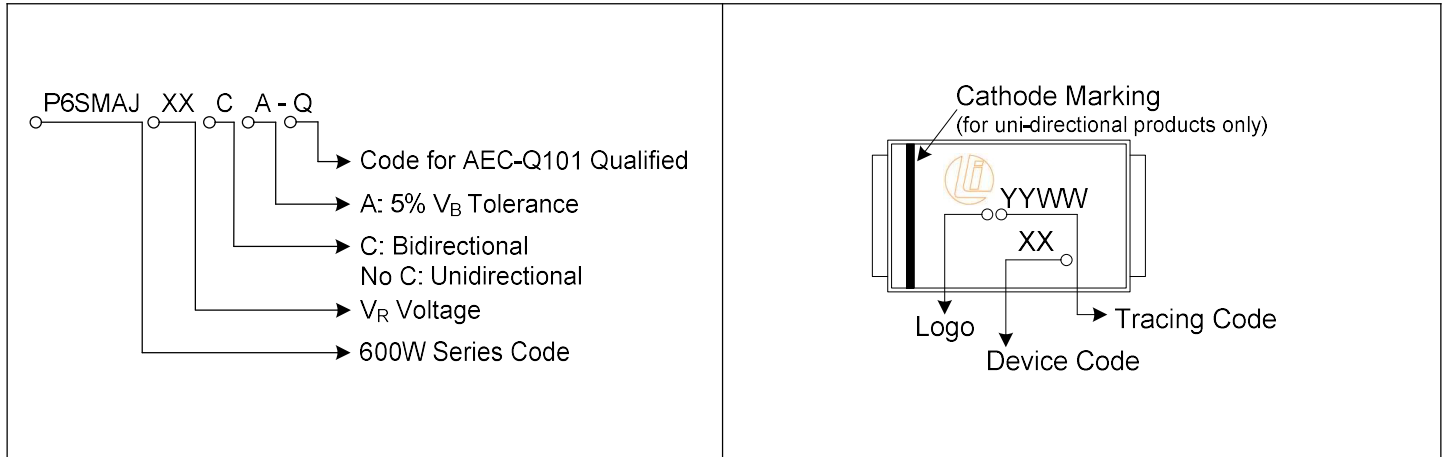 P6SMAJ XX C A - Q
Code for AEC-Q101 Qualified
A: 5% VB Tolerance
C: Bidirectional
No C: Unidirectional
VR Voltage
600W Series Code
Cathode Marking
(for uni-directional products only)
YYWW
XX
Logo
Tracing Code
Device Code